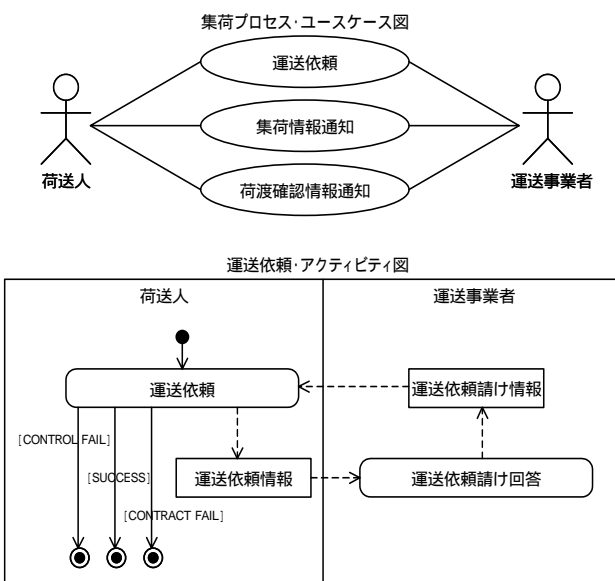 集荷プロセス・ユースケース図
運送依頼
集荷情報通知
荷渡確認情報通知
荷送人
運送事業者
運送依頼・アクティビティ図
荷送人
運送事業者
運送依頼
運送依頼請け情報
[CONTROL FAIL]
[SUCCESS]
運送依頼情報
運送依頼請け回答
[CONTRACT FAIL]